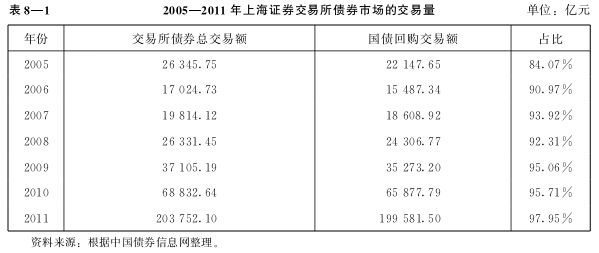 表 8—1 2005—2011 年上海证券交易所债券市场的交易量 单位：亿元
年份 交易所债券总交易额 国债回购交易额 占比
2005 26 345.75 22 147.65 84.07%
2006 17 024.73 15 487.34 90.97%
2007 19 814.12 18 608.92 93.92%
2008 26 331.45 24 306.77 92.31%
2009 37 105.19 35 273.20 95.06%
2010 68 832.64 65 877.79 95.71%
2011 203 752.10 199 581.50 97.95%
资料来源：根据中国债券信息网整理。